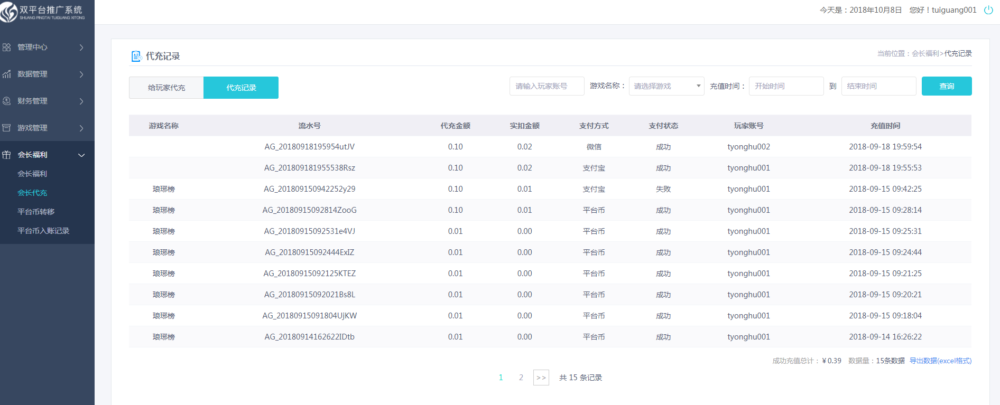 双平台推广系统
SHUANG PINGTAI TUIGUANG XITONG
今天是：2018年10月8日 您好！tuiguang001
管理中心
数据管理
财务管理
游戏管理
会长福利
会长福利
会长代充
平台币转移
平台币入账记录
代充记录
当前位置：会长福利>代充记录
给玩家代充 代充记录 请输入玩家账号 游戏名称： 请选择游戏 充值时间： 开始时间 到 结束时间 查询
游戏名称 流水号 代充金额 实扣金额 支付方式 支付状态 玩家账号 充值时间
AG_20180918195954utJV 0.10 0.02 微信 成功 tyonghu002 2018-09-18 19:59:54
AG_201809181955538Rsz 0.10 0.02 支付宝 成功 tyonghu001 2018-09-18 19:55:53
琅琊榜 AG_201809150942252y29 0.10 0.01 支付宝 失败 tyonghu001 2018-09-15 09:42:25
琅琊榜 AG_20180915092814ZooG 0.10 0.01 平台币 成功 tyonghu001 2018-09-15 09:28:14
琅琊榜 AG_20180915092531e4VJ 0.01 0.00 平台币 成功 tyonghu001 2018-09-15 09:25:31
琅琊榜 AG_20180915092444ExIZ 0.01 0.00 平台币 成功 tyonghu001 2018-09-15 09:24:44
琅琊榜 AG_20180915092125KTEZ 0.01 0.00 平台币 成功 tyonghu001 2018-09-15 09:21:25
琅琊榜 AG_20180915092021Bs8L 0.01 0.00 平台币 成功 tyonghu001 2018-09-15 09:20:21
琅琊榜 AG_20180915091804UjKW 0.01 0.00 平台币 成功 tyonghu001 2018-09-15 09:18:04
琅琊榜 AG_20180914162622IDtb 0.01 0.00 平台币 成功 tyonghu001 2018-09-14 16:26:22
成功充值总计：￥0.39 数据量：15条数据 导出数据(excel格式)
1 2 >> 共 15 条记录